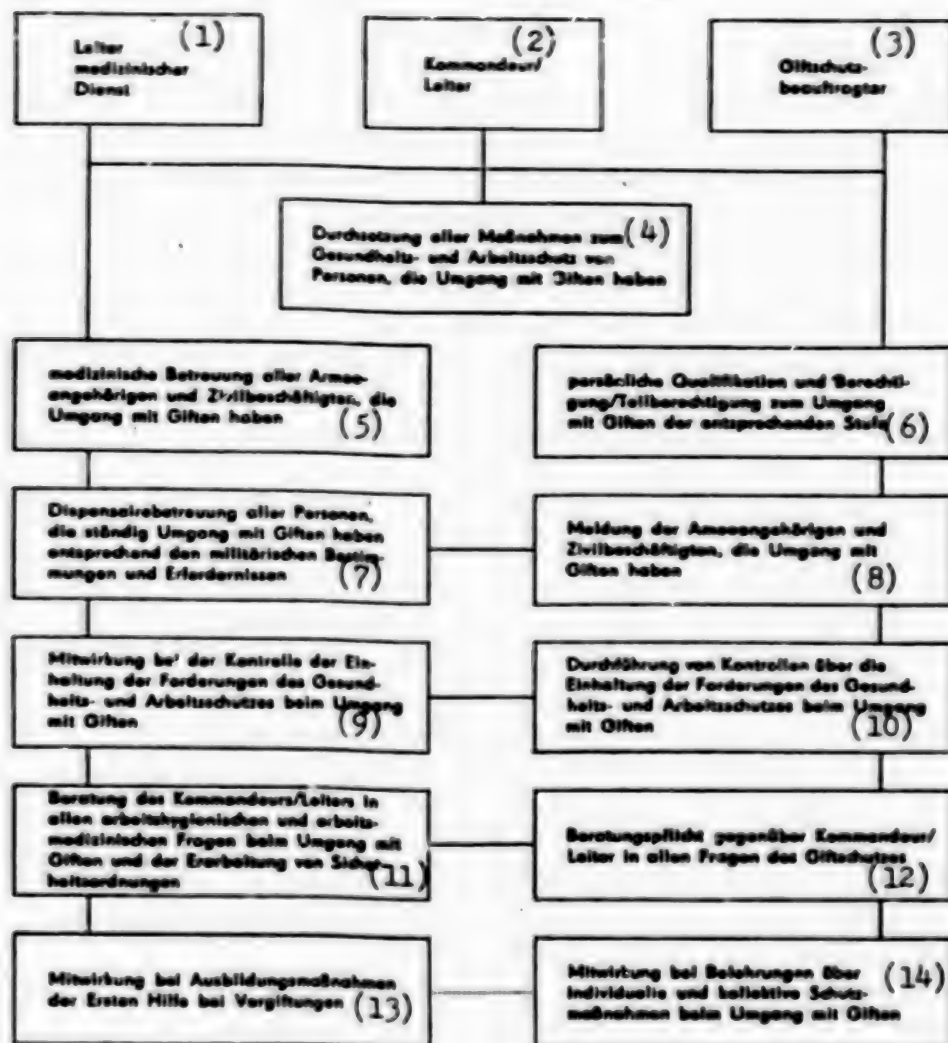 Leiter (1)
medizinischer
Dienst
(2)
Kommandeur/
Leiter
(3)
Giftschutz-
beauftragter
Durchsetzung aller Maßnahmen zum (4)
Gesundheits- und Arbeitsschutz von
Personen, die Umgang mit Giften haben
medizinische Betreuung aller Armee-
angehörigen und Zivilbeschäftigten, die
Umgang mit Giften haben (5)
persönliche Qualifikation und Berechti-
gung/Teilberechtigung zum Umgang
mit Giften der entsprechenden Stufe (6)
Dispensairebetreuung aller Personen,
die ständig Umgang mit Giften haben
entsprechend den militärischen Bestim-
mungen und Erfordernissen (7)
Meldung der Ameeangehörigen und
Zivilbeschäftigten, die Umgang mit
Giften haben (8)
Mitwirkung bei der Kontrolle der Ein-
haltung der Forderungen des Gesund-
heits- und Arbeitsschutzes beim Umgang
mit Giften (9)
Durchführung von Kontrollen über die
Einhaltung der Forderungen des Gesund-
heits- und Arbeitsschutzes beim Umgang
mit Giften (10)
Beratung des Kommandeurs/Leiters in
allen arbeitshygienischen und arbeits-
medizinischen Fragen beim Umgang mit
Giften und der Erarbeitung von Sicher
heitsordnungen (11)
Beratungspflicht gegenüber Kommandeur/
Leiter in allen Fragen des Giftschutzes
(12)
Mitwirkung bei Ausbildungsmaßnahmen
der Ersten Hilfe bei Vergiftungen (13)
Mitwirkung bei Belehrungen über (14)
individuelle und kollektive Schutz-
maßnahmen beim Umgang mit Giften